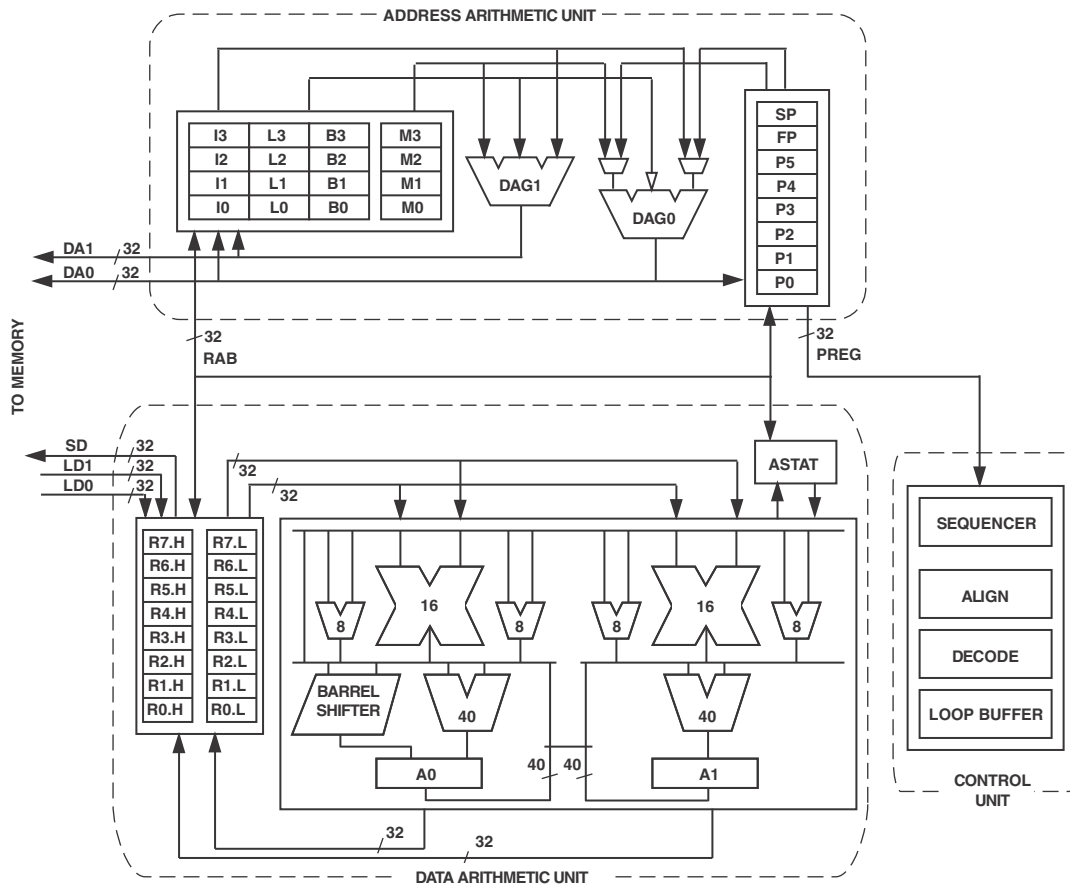 ADDRESS ARITHMETIC UNIT
I3 L3 B3 M3
I2 L2 B2 M2
I1 L1 B1 M1
I0 L0 B0 M0
DAG1
DAG0
SP
FP
P5
P4
P3
P2
P1
P0
DA1 32
DA0 32
TO MEMORY
32
RAB
32
PREG
SD 32
LD1 32
LD0 32
32
32
ASTAT
R7.H R7.L
R6.H R6.L
R5.H R5.L
R4.H R4.L
R3.H R3.L
R2.H R2.L
R1.H R1.L
R0.H R0.L
8 16 8 8 16 8
BARREL
SHIFTER
40 40
40 40
A0 A1
32
32
DATA ARITHMETIC UNIT
SEQUENCER
ALIGN
DECODE
LOOP BUFFER
CONTROL
UNIT